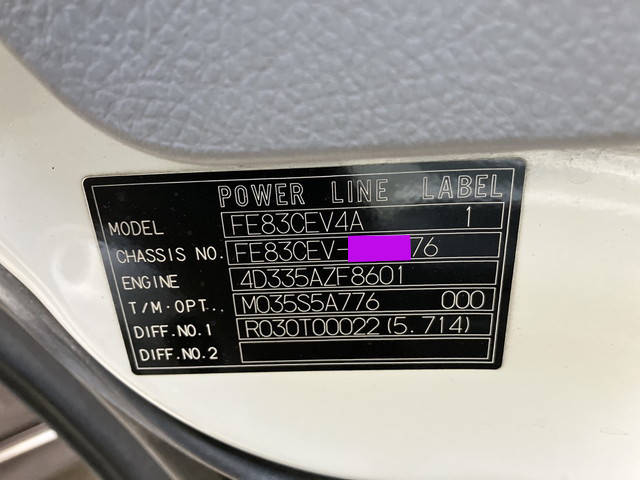 POWER LINE LABEL
MODEL FE83CEV4A 1
CHASSIS NO. FE83CEV- 76
ENGINE 4D335AZF8601
T/M·OPT.. M035S5A776 000
DIFF.NO.1 R030T00022(5.714)
DIFF.NO.2